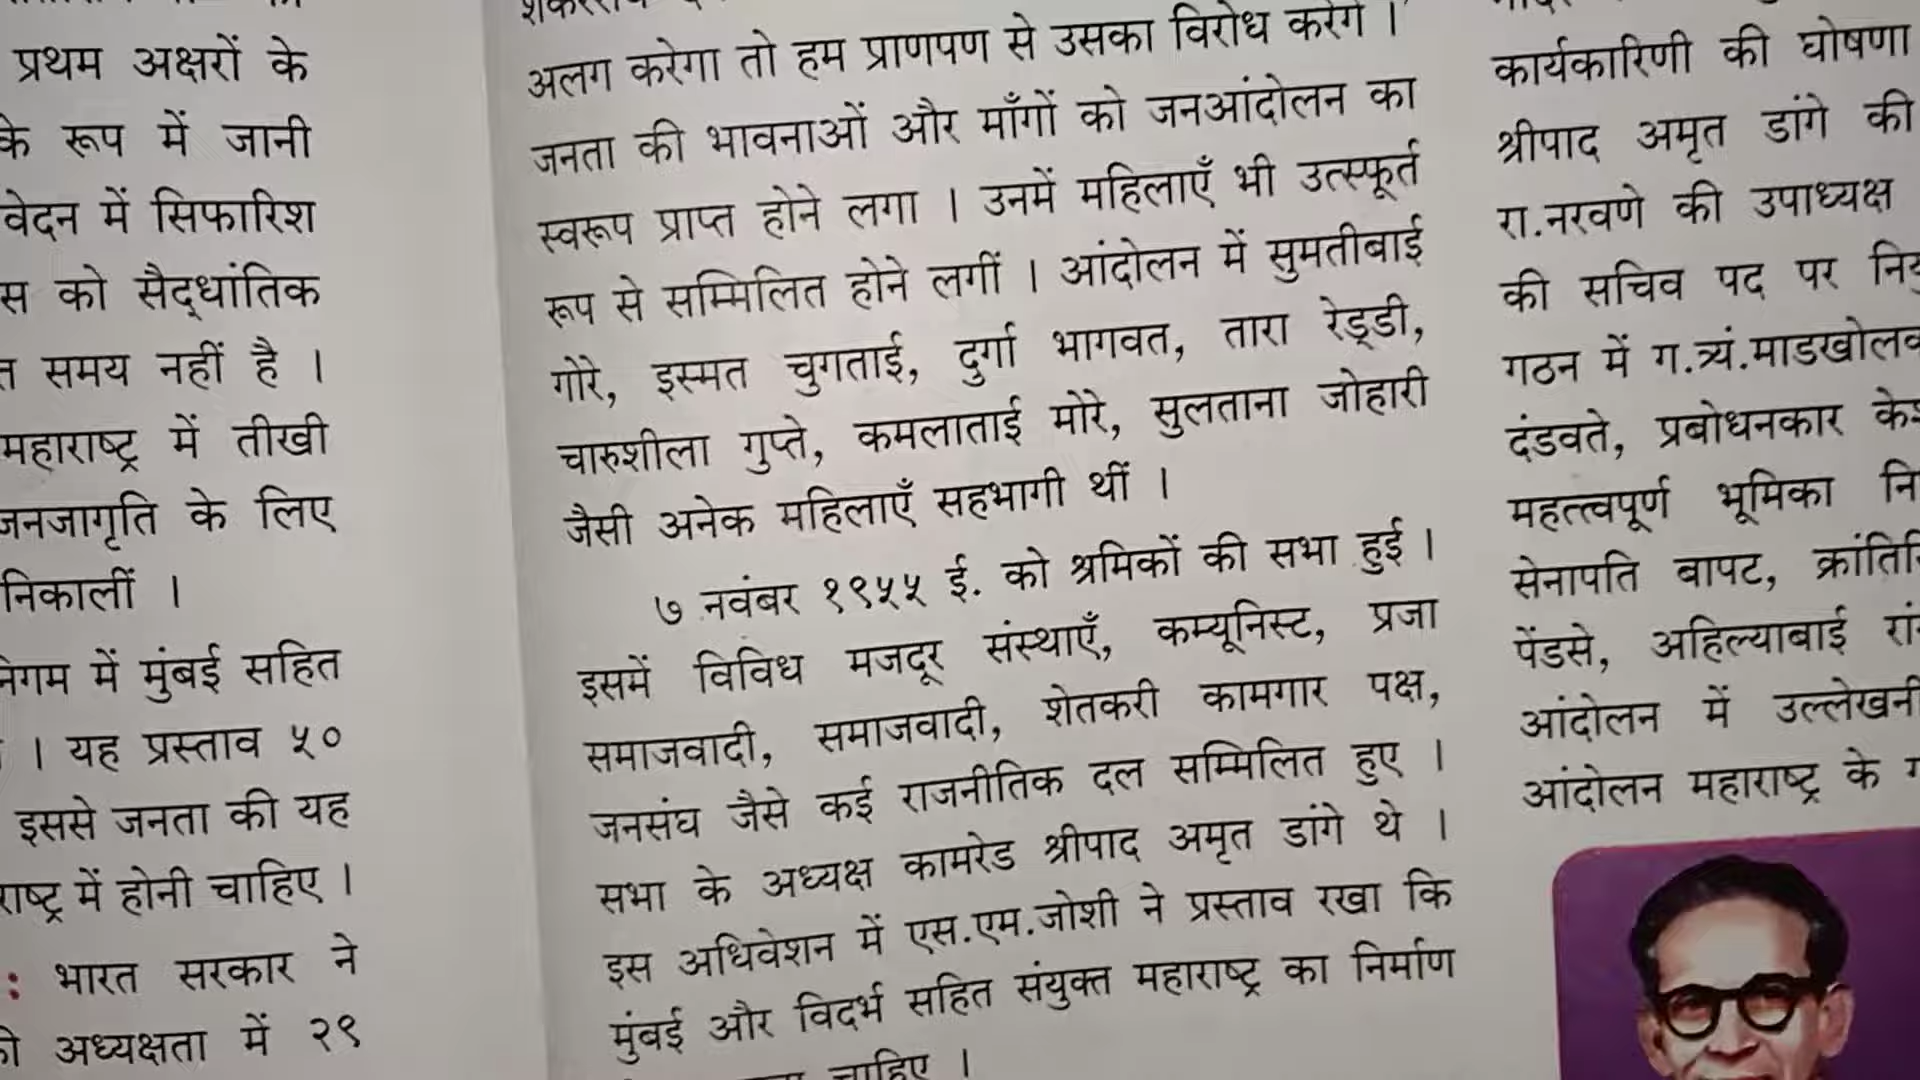 प्रथम अक्षरों के
के रूप में जानी
वेदन में सिफारिश
स को सैद्धांतिक
समय नहीं है ।
महाराष्ट्र में तीखी
जनजागृति के लिए
निकालीं ।
में मुंबई सहित
। यह प्रस्ताव ५०
इससे जनता की यह
राष्ट्र में होनी चाहिए ।
: भारत सरकार ने
अध्यक्षता में २९
अलग करेगा तो हम प्राणपण से उसका विरोध करेंगे ।
जनता की भावनाओं और माँगों को जनआंदोलन का
स्वरूप प्राप्त होने लगा । उनमें महिलाएँ भी उत्स्फूर्त
रूप से सम्मिलित होने लगीं । आंदोलन में सुमतीबाई
गोरे, इस्मत चुगताई, दुर्गा भागवत, तारा रेड्डी,
चारुशीला गुप्ते, कमलाताई मोरे, सुलताना जोहारी
जैसी अनेक महिलाएँ सहभागी थीं ।
७ नवंबर १९५५ ई. को श्रमिकों की सभा हुई ।
इसमें विविध मजदूर संस्थाएँ, कम्यूनिस्ट, प्रजा
समाजवादी, समाजवादी, शेतकरी कामगार पक्ष,
जनसंघ जैसे कई राजनीतिक दल सम्मिलित हुए ।
सभा के अध्यक्ष कामरेड श्रीपाद अमृत डांगे थे ।
इस अधिवेशन में एस.एम.जोशी ने प्रस्ताव रखा कि
मुंबई और विदर्भ सहित संयुक्त महाराष्ट्र का निर्माण
चाहिए ।
कार्यकारिणी की घोषणा
श्रीपाद अमृत डांगे की
रा.नरवणे की उपाध्यक्ष
की सचिव पद पर
गठन में ग.त्र्यं.माडखोल
दंडवते, प्रबोधनकार
महत्त्वपूर्ण भूमिका
सेनापति बापट,
पेंडसे, अहिल्याबाई
आंदोलन में
आंदोलन महाराष्ट्र के